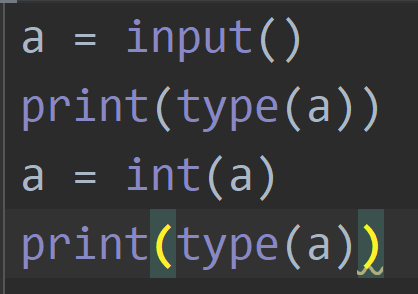 a = input()
print(type(a))
a = int(a)
print(type(a))